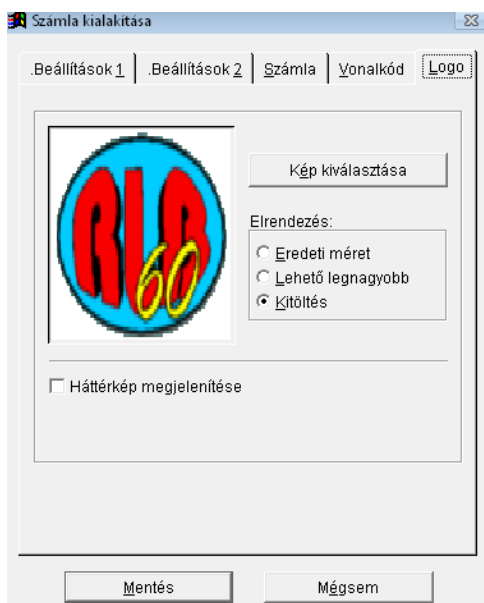 Számla kialakítása
.Beállítások 1 .Beállítások 2 Számla Vonalkód Logo
RLB
60
Kép kiválasztása
Elrendezés:
Eredeti méret
Lehető legnagyobb
Kitöltés
Háttérkép megjelenítése
Mentés Mégsem